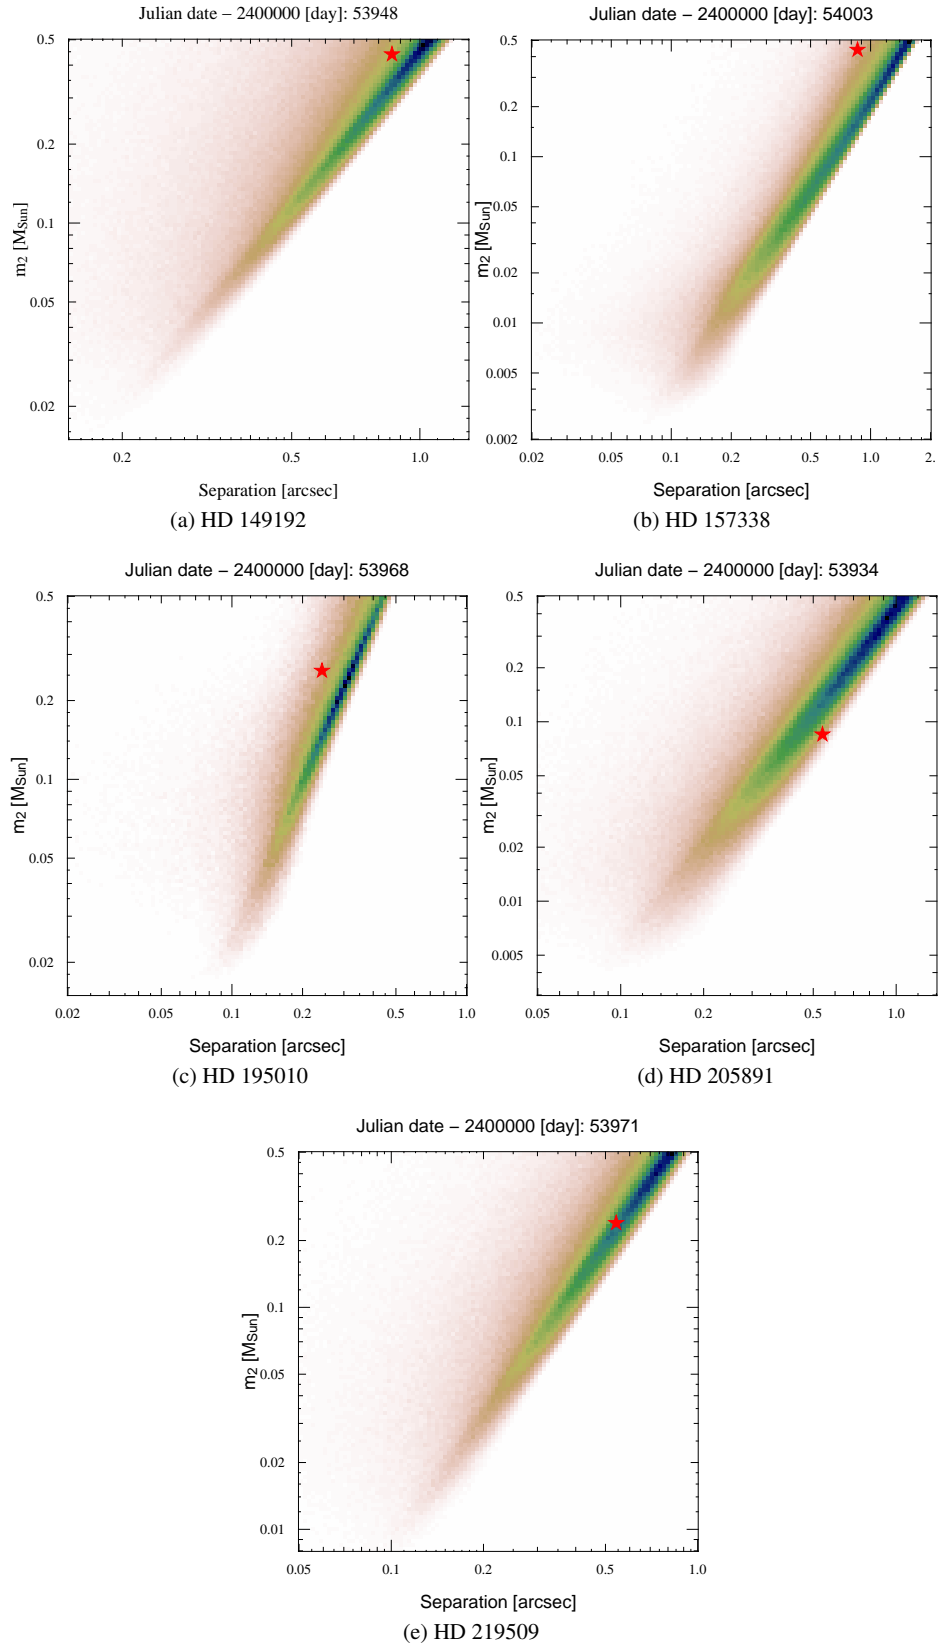 Julian date − 2400000 [day]: 53948
0.5
0.2
0.1
0.05
0.02
m2 [MSun]
0.2 0.5 1.0
Separation [arcsec]
(a) HD 149192
Julian date − 2400000 [day]: 54003
0.5
0.2
0.1
0.05
0.02
0.01
0.005
0.002
m2 [MSun]
0.02 0.05 0.1 0.2 0.5 1.0 2.
Separation [arcsec]
(b) HD 157338
Julian date − 2400000 [day]: 53968
0.5
0.2
0.1
0.05
0.02
m2 [MSun]
0.02 0.05 0.1 0.2 0.5 1.0
Separation [arcsec]
(c) HD 195010
Julian date − 2400000 [day]: 53934
0.5
0.2
0.1
0.05
0.02
0.01
0.005
m2 [MSun]
0.05 0.1 0.2 0.5 1.0
Separation [arcsec]
(d) HD 205891
Julian date − 2400000 [day]: 53971
0.5
0.2
0.1
0.05
0.02
0.01
m2 [MSun]
0.05 0.1 0.2 0.5 1.0
Separation [arcsec]
(e) HD 219509